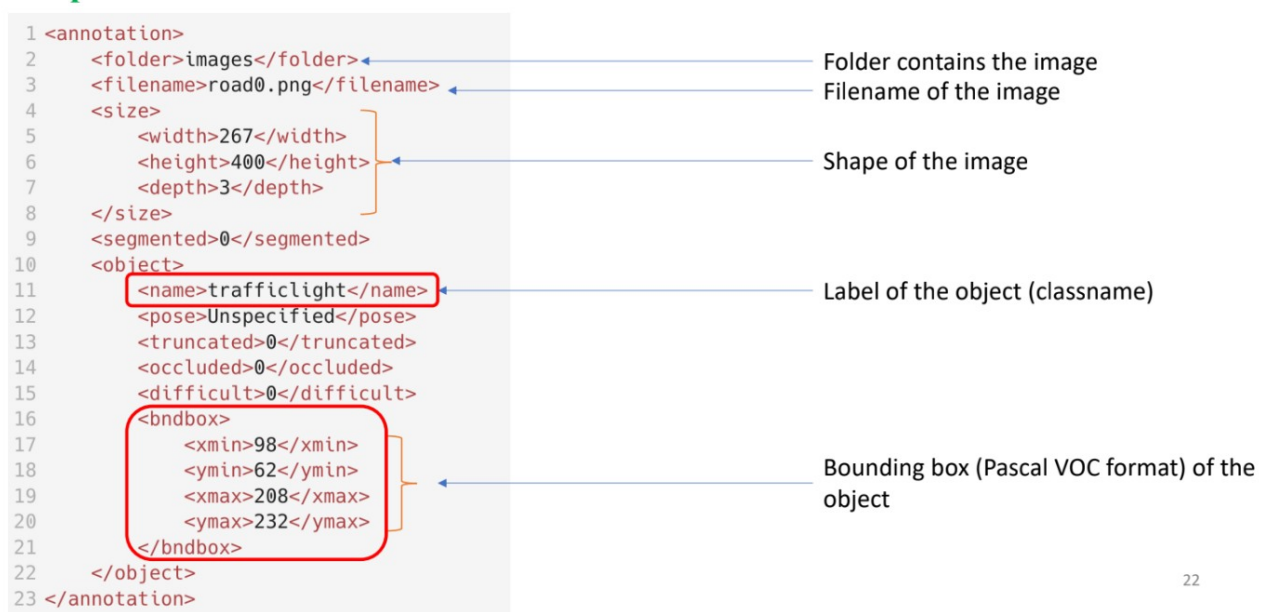 1 <annotation>
2 <folder>images</folder>
3 <filename>road0.png</filename>
4 <size>
5 <width>267</width>
6 <height>400</height>
7 <depth>3</depth>
8 </size>
9 <segmented>0</segmented>
10 <object>
11 <name>trafficlight</name>
12 <pose>Unspecified</pose>
13 <truncated>0</truncated>
14 <occluded>0</occluded>
15 <difficult>0</difficult>
16 <bndbox>
17 <xmin>98</xmin>
18 <ymin>62</ymin>
19 <xmax>208</xmax>
20 <ymax>232</ymax>
21 </bndbox>
22 </object>
23 </annotation>
Folder contains the image
Filename of the image
Shape of the image
Label of the object (classname)
Bounding box (Pascal VOC format) of the
object
22